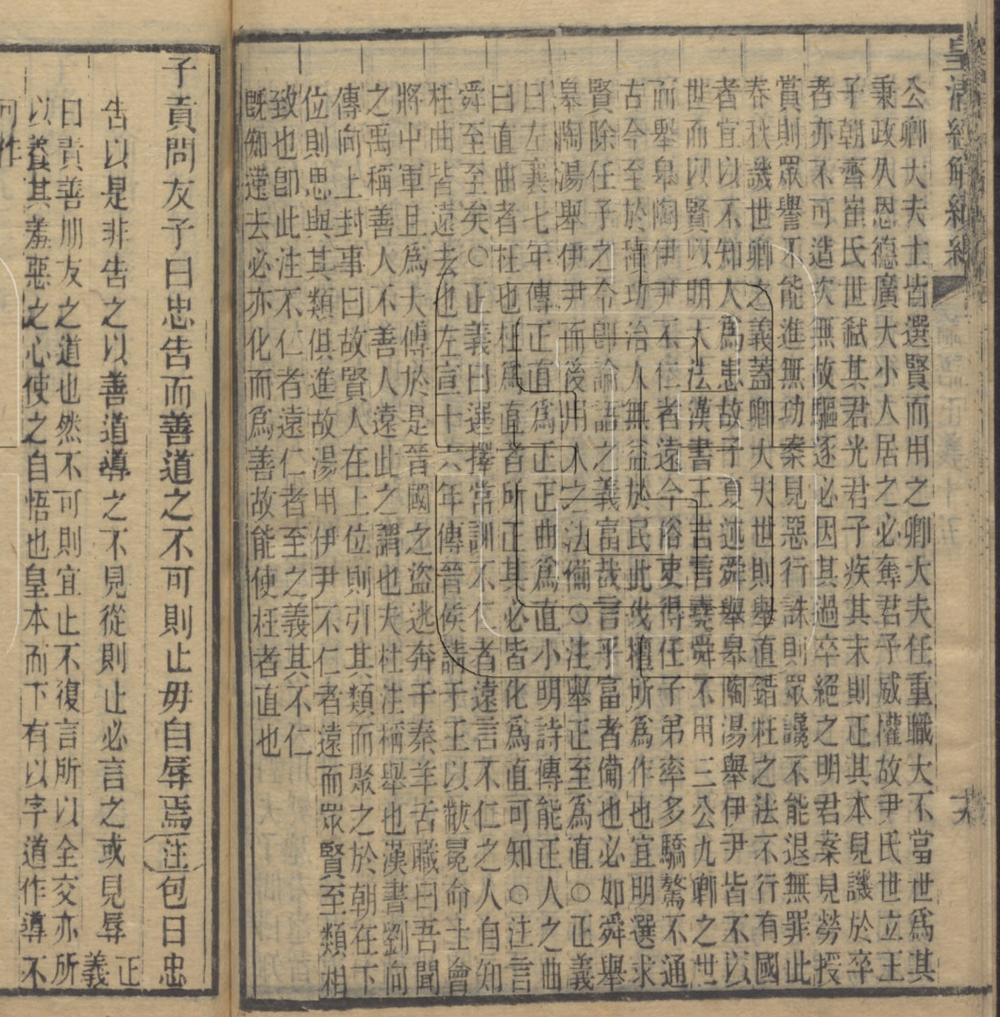 皇清經解續編
論語正義十五
公卿大夫士皆選賢而用之卿大夫任重職大不當世爲其
秉政久恩德廣大小人居之必奪君子威權故尹氏世立王
子朝齊崔氏世弒其君光君子疾其末則正其本見譏於卒
者亦不可造次無故驅逐必因其過卒絕之明君案見勞授
賞則眾譽不能進無功案見惡行誅則眾讒不能退無罪此
春秋譏世卿之義蓋卿大夫世則舉直錯枉之法不行有國
者宜以不知人爲患故子夏述舜舉皋陶湯舉伊尹皆不以
世而以賢以明大法漢書王吉言堯舜不用三公九卿之世
而舉皋陶伊尹不仁者遠今俗吏得任子弟率多驕驁不通
古今至於積功治人無益於民此伐檀所爲作也宜明選求
賢除任子之令卽論語之義富哉言乎富者備也必如舜舉
皋陶湯舉伊尹而後用人之法備○注舉正至爲直○正義
曰左襄七年傳正直爲正正曲爲直小明詩傳能正人之曲
曰直曲者枉也枉爲直者所正其必皆化爲直可知○注言
舜至至矣○正義曰選擇常訓不仁者遠言不仁之人自知
枉曲皆遠去也左宣十六年傳晉侯請于王以黻冕命士會
將中軍且爲大傅於是晉國之盜逃奔于秦羊舌職曰吾聞
之禹稱善人不善人遠此之謂也夫杜注稱舉也漢書劉向
傳向上封事曰故賢人在上位則引其類而聚之於朝在下
位則思與其類俱進故湯用伊尹不仁者遠而眾賢至類相
致也卽此注不仁者遠仁者至之義其不仁
旣知遠去必亦化而爲善故能使枉者直也
子貢問友子曰忠告而善道之不可則止毋自辱焉注包曰忠
告以是非告之以善道導之不見從則止必言之或見辱正義
曰責善朋友之道也然不可則宜止不復言所以全交亦所
以養其羞惡之心使之自悟也皇本而下有以字道作導不
可作